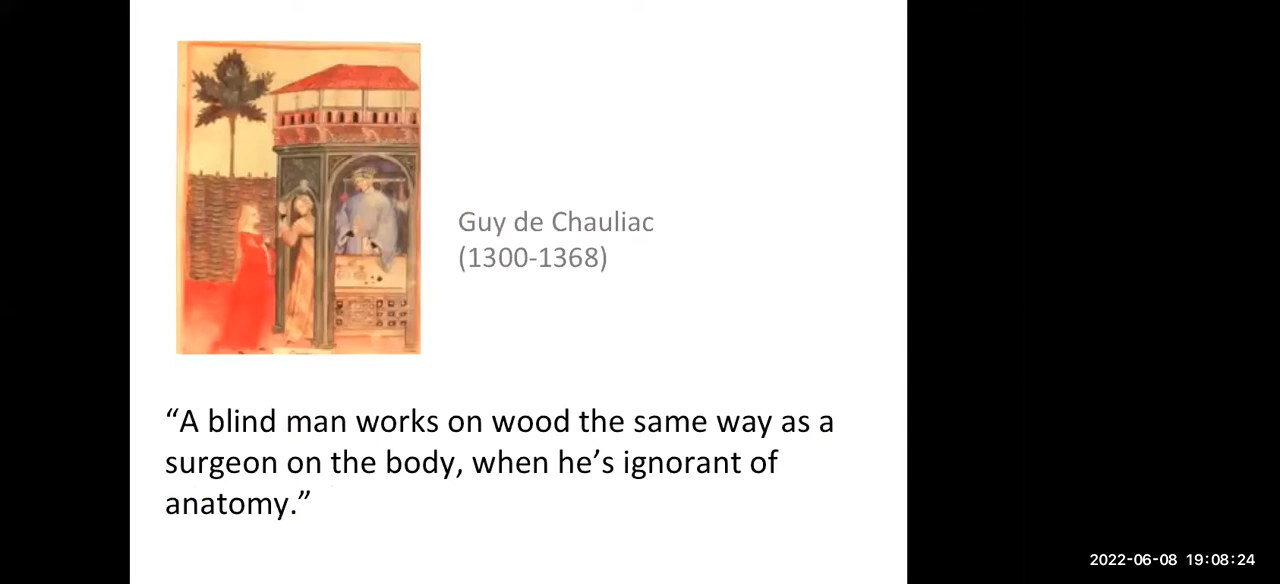 Guy de Chauliac
(1300-1368)
“A blind man works on wood the same way as a
surgeon on the body, when he’s ignorant of
anatomy.”
2022-06-08 19:08:24